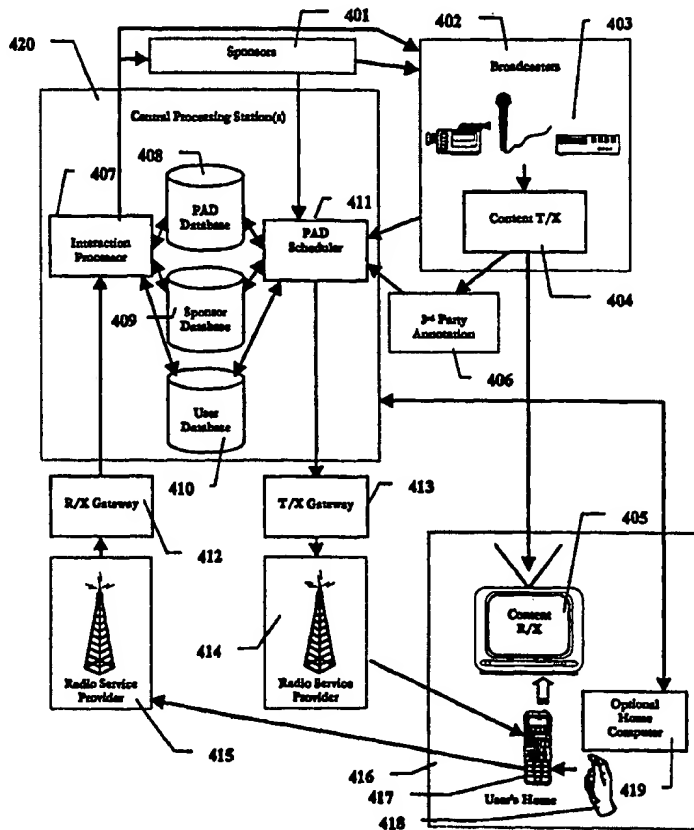 401
402
403
Sponsors
420
Broadcasters
Central Processing Station(s)
408
407
411
PAD
Database
PAD
Scheduler
Content T/X
Interaction
Processor
404
409
Sponsor
Database
3rd Party
Annotation
406
User
Database
410
413
R/X Gateway
T/X Gateway
412
405
Content
R/X
414
Radio Service
Provider
Radio Service
Provider
Optional
Home
Computer
415
416
417
User's Home
419
418